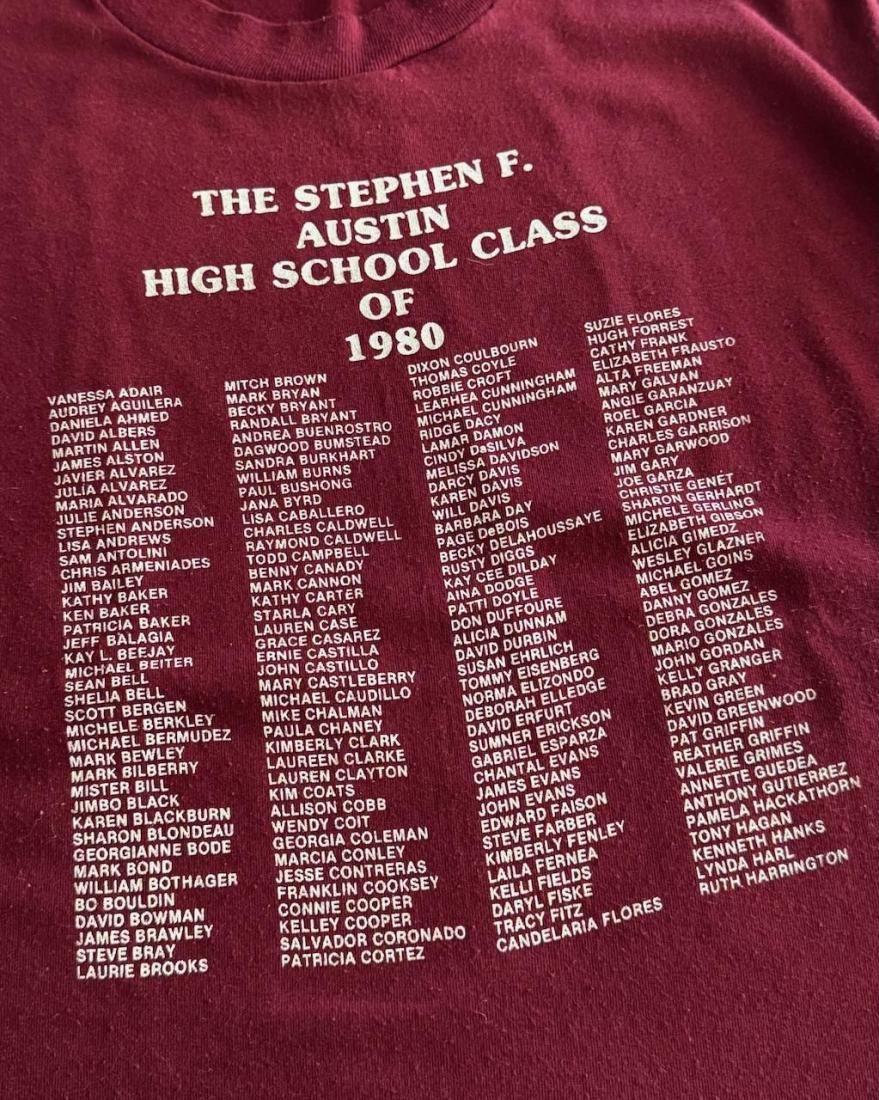 THE STEPHEN F.
AUSTIN
HIGH SCHOOL CLASS
OF
1980
VANESSA ADAIR
AUDREY AGUILERA
DANIELA AHMED
DAVID ALBERS
MARTIN ALLEN
JAMES ALSTON
JAVIER ALVAREZ
JULIA ALVAREZ
MARIA ALVARADO
JULIE ANDERSON
STEPHEN ANDERSON
LISA ANDREWS
SAM ANTOLINI
CHRIS ARMENIADES
JIM BAILEY
KATHY BAKER
KEN BAKER
PATRICIA BAKER
JEFF BALAGIA
KAY L. BEEJAY
MICHAEL BEITER
SEAN BELL
SHELIA BELL
SCOTT BERGEN
MICHELE BERKLEY
MICHAEL BERMUDEZ
MARK BEWLEY
MARK BILBERRY
MISTER BILL
JIMBO BLACK
KAREN BLACKBURN
SHARON BLONDEAU
GEORGIANNE BODE
MARK BOND
WILLIAM BOTHAGER
BO BOULDIN
DAVID BOWMAN
JAMES BRAWLEY
STEVE BRAY
LAURIE BROOKS
MITCH BROWN
MARK BRYAN
BECKY BRYANT
RANDALL BRYANT
ANDREA BUENROSTRO
DAGWOOD BUMSTEAD
SANDRA BURKHART
WILLIAM BURNS
PAUL BUSHONG
JANA BYRD
LISA CABALLERO
CHARLES CALDWELL
RAYMOND CALDWELL
TODD CAMPBELL
BENNY CANADY
MARK CANNON
KATHY CARTER
STARLA CARY
LAUREN CASE
GRACE CASAREZ
ERNIE CASTILLA
JOHN CASTILLO
MARY CASTLEBERRY
MICHAEL CAUDILLO
MIKE CHALMAN
PAULA CHANEY
KIMBERLY CLARK
LAUREEN CLARKE
LAUREN CLAYTON
KIM COATS
ALLISON COBB
WENDY COIT
GEORGIA COLEMAN
MARCIA CONLEY
JESSE CONTRERAS
FRANKLIN COOKSEY
CONNIE COOPER
KELLEY COOPER
SALVADOR CORONADO
PATRICIA CORTEZ
DIXON COULBOURN
THOMAS COYLE
ROBBIE CROFT
LEARHEA CUNNINGHAM
MICHAEL CUNNINGHAM
RIDGE DACY
LAMAR DAMON
CINDY DaSILVA
MELISSA DAVIDSON
DARCY DAVIS
KAREN DAVIS
WILL DAVIS
BARBARA DAY
PAGE DeBOIS
BECKY DELAHOUSSAYE
RUSTY DIGGS
KAY CEE DILDAY
AINA DODGE
PATTI DOYLE
DON DUFFOURE
ALICIA DUNNAM
DAVID DURBIN
SUSAN EHRLICH
TOMMY EISENBERG
NORMA ELIZONDO
DEBORAH ELLEDGE
DAVID ERFURT
SUMNER ERICKSON
GABRIEL ESPARZA
CHANTAL EVANS
JAMES EVANS
JOHN EVANS
EDWARD FAISON
STEVE FARBER
KIMBERLY FENLEY
LAILA FERNEA
KELLI FIELDS
DARYL FISKE
TRACY FITZ
CANDELARIA FLORES
SUZIE FLORES
HUGH FORREST
CATHY FRANK
ELIZABETH FRAUSTO
ALTA FREEMAN
MARY GALVAN
ANGIE GARANZUAY
ROEL GARCIA
KAREN GARDNER
CHARLES GARRISON
MARY GARWOOD
JIM GARY
JOE GARZA
CHRISTIE GENET
SHARON GERHARDT
MICHELE GERLING
ELIZABETH GIBSON
ALICIA GIMEDZ
WESLEY GLAZNER
MICHAEL GOINS
ABEL GOMEZ
DANNY GOMEZ
DEBRA GONZALES
DORA GONZALES
MARIO GONZALES
JOHN GORDAN
KELLY GRANGER
BRAD GRAY
KEVIN GREEN
DAVID GREENWOOD
PAT GRIFFIN
REATHER GRIFFIN
VALERIE GRIMES
ANNETTE GUEDEA
ANTHONY GUTIERREZ
PAMELA HACKATHORN
TONY HAGAN
KENNETH HANKS
LYNDA HARL
RUTH HARRINGTON